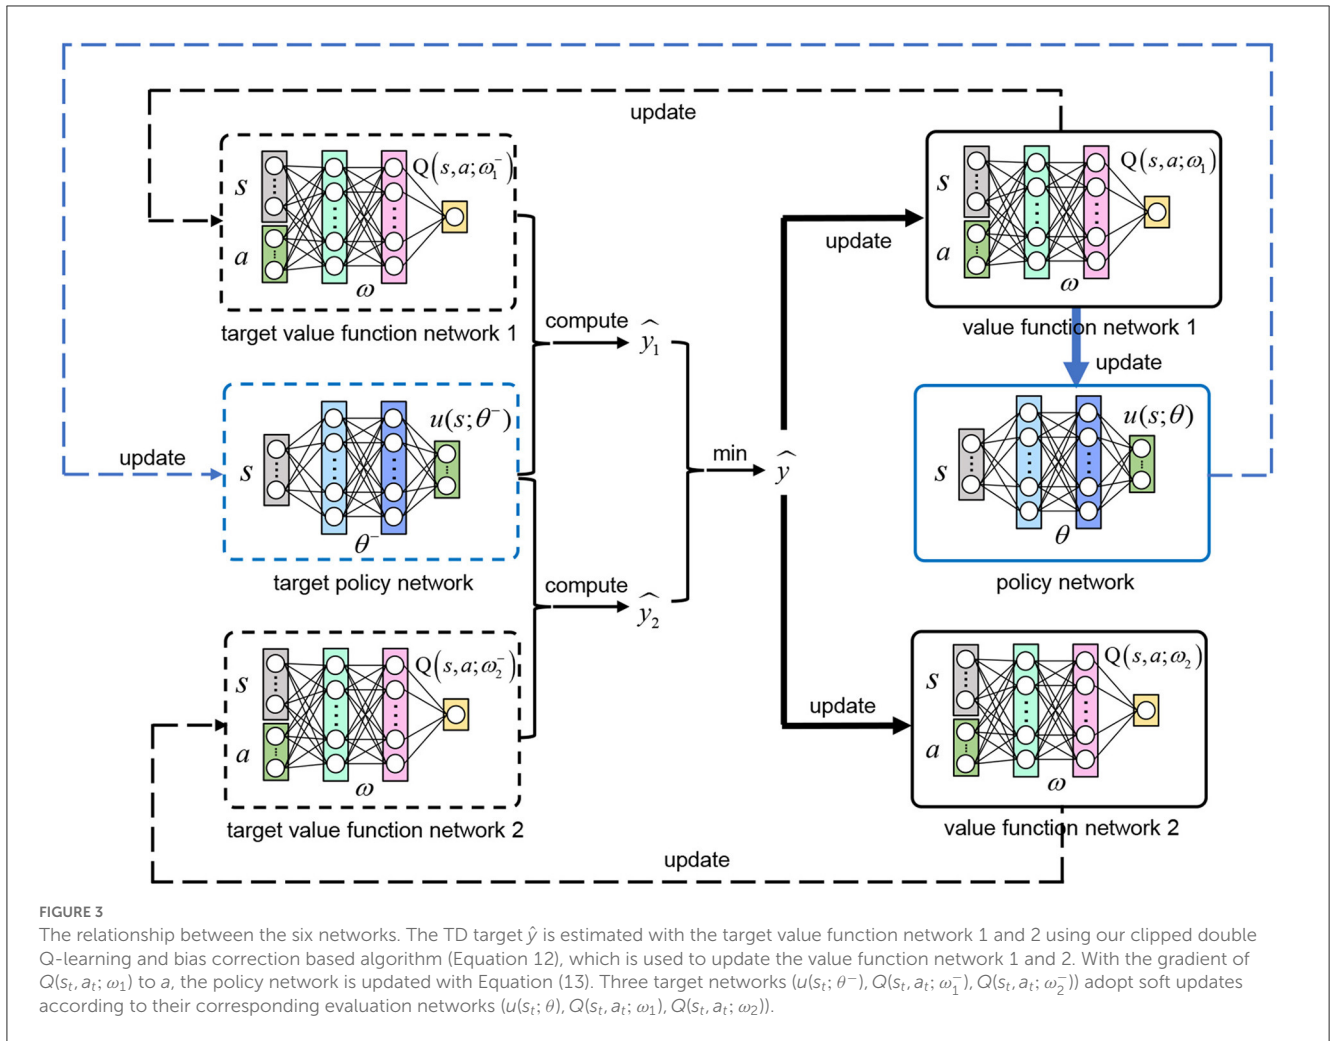 update
Q(s,a;ω₁⁻)
s
a
ω
target value function network 1
Q(s,a;ω₁)
s
a
ω
value function network 1
update
compute
ŷ₁
update
u(s;θ⁻)
s
θ⁻
target policy network
update
min
ŷ
u(s;θ)
s
θ
policy network
compute
ŷ₂
Q(s,a;ω₂⁻)
s
a
ω
target value function network 2
update
Q(s,a;ω₂)
s
a
ω
value function network 2
update
FIGURE 3
The relationship between the six networks. The TD target ŷ is estimated with the target value function network 1 and 2 using our clipped double
Q-learning and bias correction based algorithm (Equation 12), which is used to update the value function network 1 and 2. With the gradient of
Q(sₜ, aₜ; ω₁) to a, the policy network is updated with Equation (13). Three target networks (u(sₜ; θ⁻), Q(sₜ, aₜ; ω₁⁻), Q(sₜ, aₜ; ω₂⁻)) adopt soft updates
according to their corresponding evaluation networks (u(sₜ; θ), Q(sₜ, aₜ; ω₁), Q(sₜ, aₜ; ω₂)).